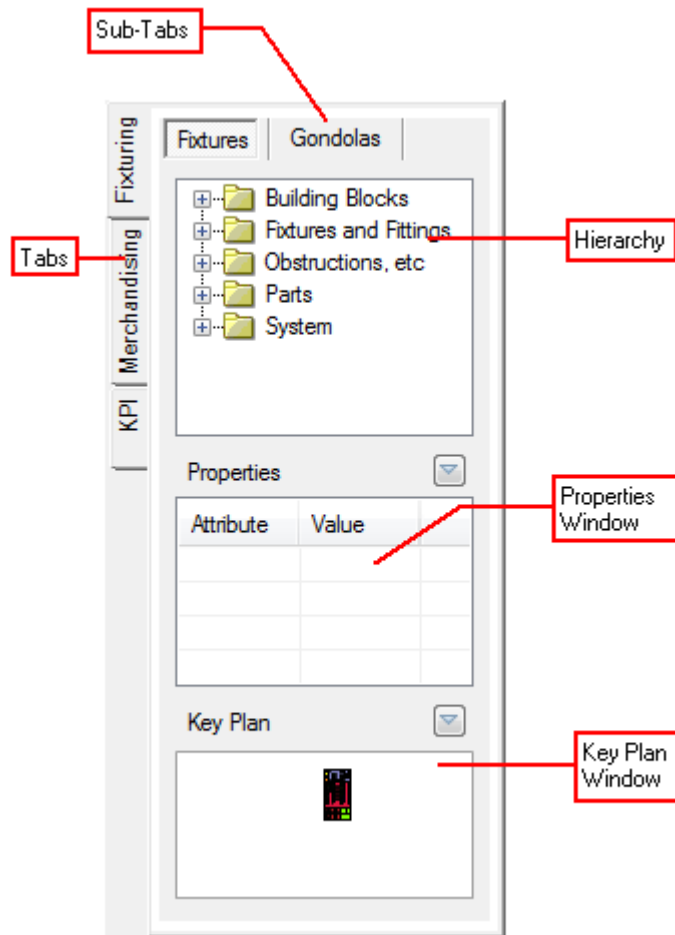 Sub-Tabs
Fixturing
Fixtures
Gondolas
Building Blocks
Fixtures and Fittings
Hierarchy
Tabs
Merchandising
Obstructions, etc
Parts
System
KPI
Properties
Properties
Window
Attribute
Value
Key Plan
Key Plan
Window